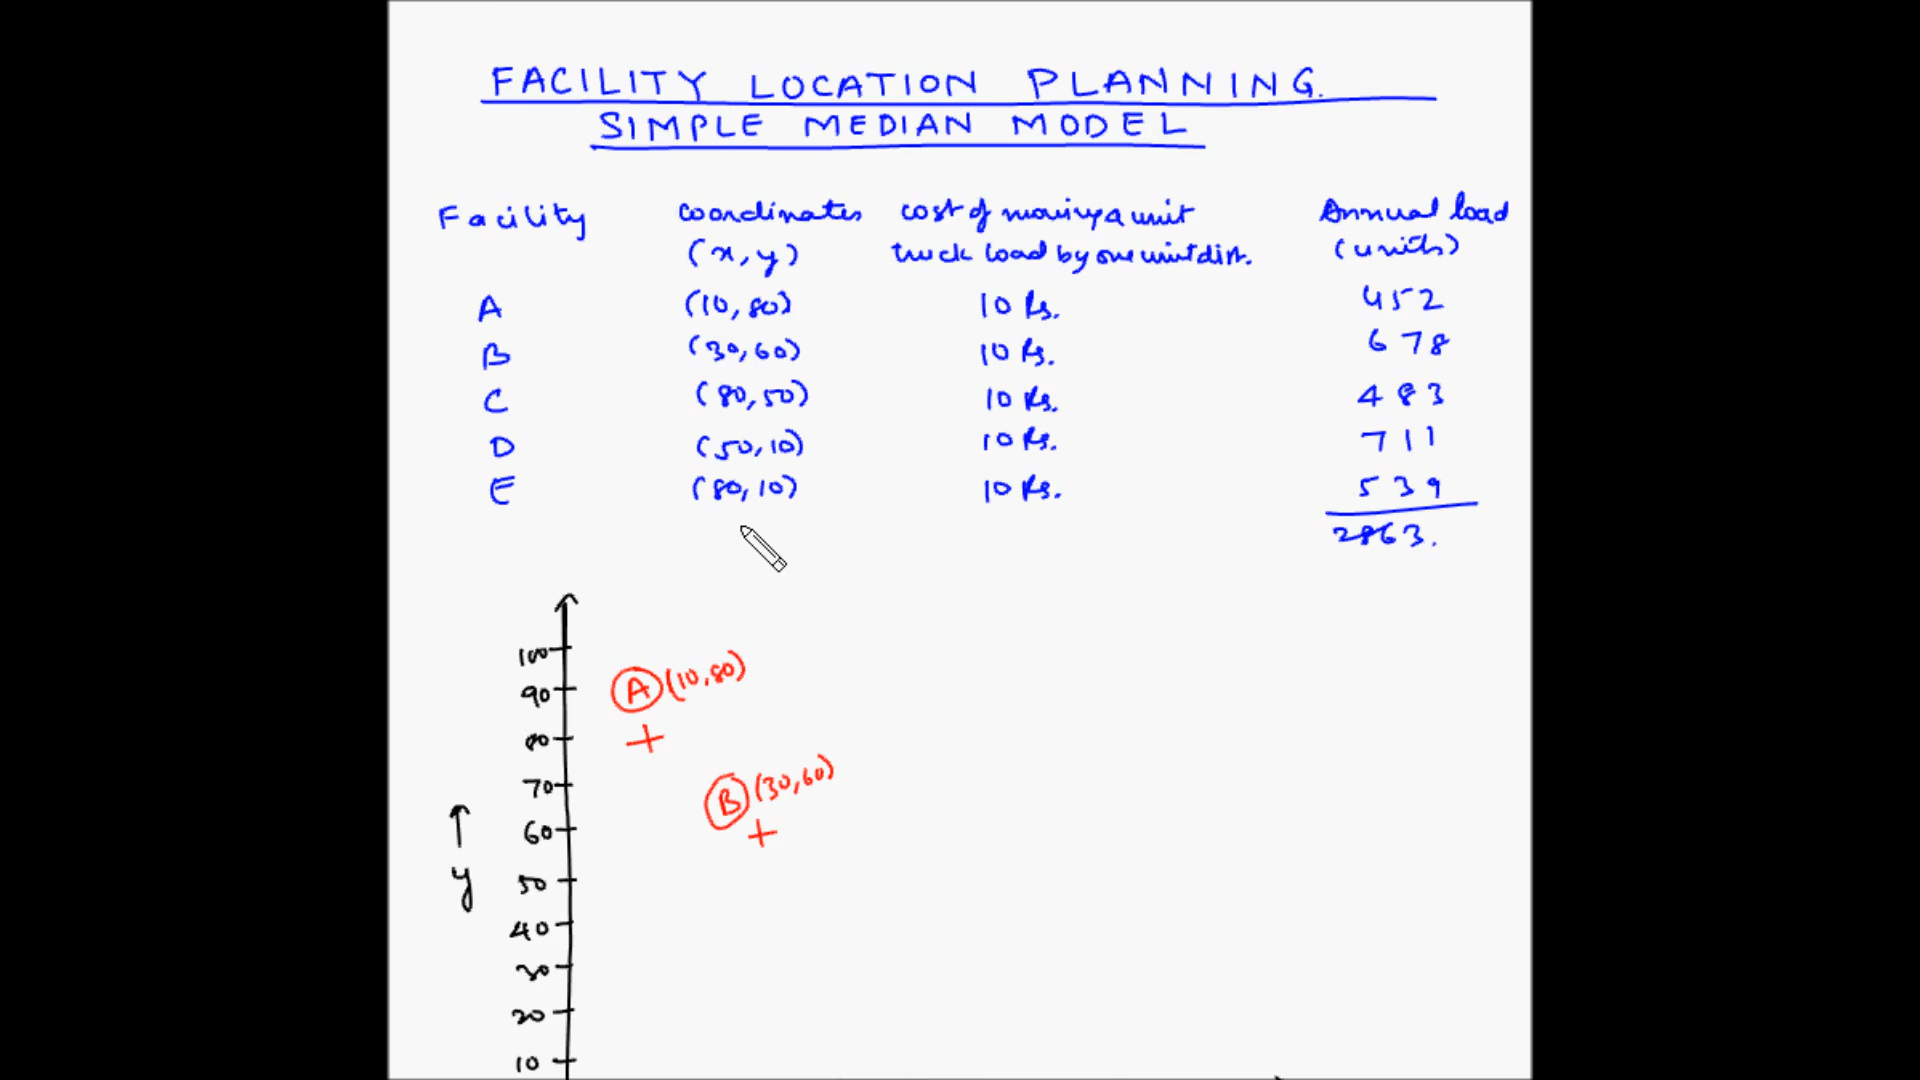 FACILITY LOCATION PLANNING.
SIMPLE MEDIAN MODEL
Facility coordinates cost of moving a unit Annual load
(x, y) truck load by one unit dist. (units)
A (10, 80) 10 Rs. 452
B (30, 60) 10 Rs. 678
C (80, 50) 10 Rs. 483
D (50, 10) 10 Rs. 711
E (80, 10) 10 Rs. 539
2863.
100
A (10, 80)
90
80
B (30, 60)
70
60
y
50
40
30
20
10